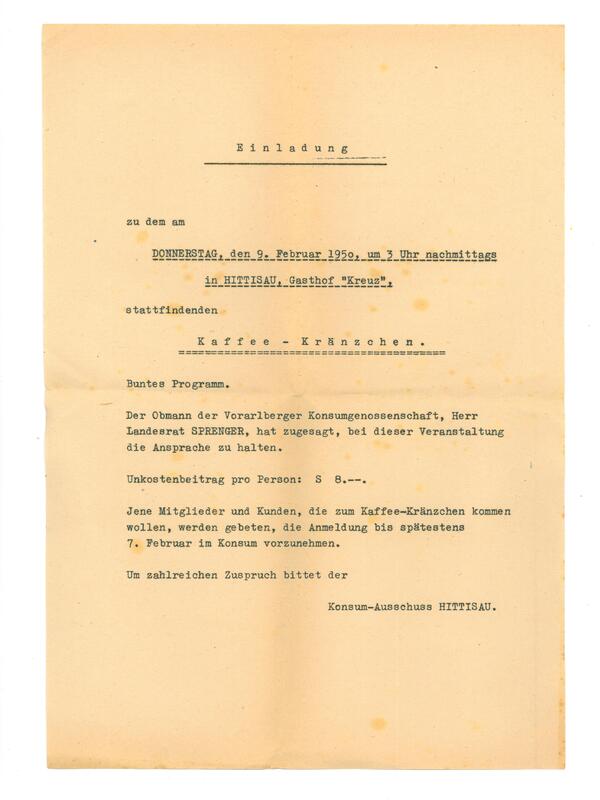 E i n l a d u n g
zu dem am
DONNERSTAG, den 9. Februar 195o, um 3 Uhr nachmittags
in HITTISAU, Gasthof "Kreuz",
stattfindenden
K a f f e e - K r ä n z c h e n .
Buntes Programm.
Der Obmann der Vorarlberger Konsumgenossenschaft, Herr
Landesrat SPRENGER, hat zugesagt, bei dieser Veranstaltung
die Ansprache zu halten.
Unkostenbeitrag pro Person: S 8.--.
Jene Mitglieder und Kunden, die zum Kaffee-Kränzchen kommen
wollen, werden gebeten, die Anmeldung bis spätestens
7. Februar im Konsum vorzunehmen.
Um zahlreichen Zuspruch bittet der
Konsum-Ausschuss HITTISAU.